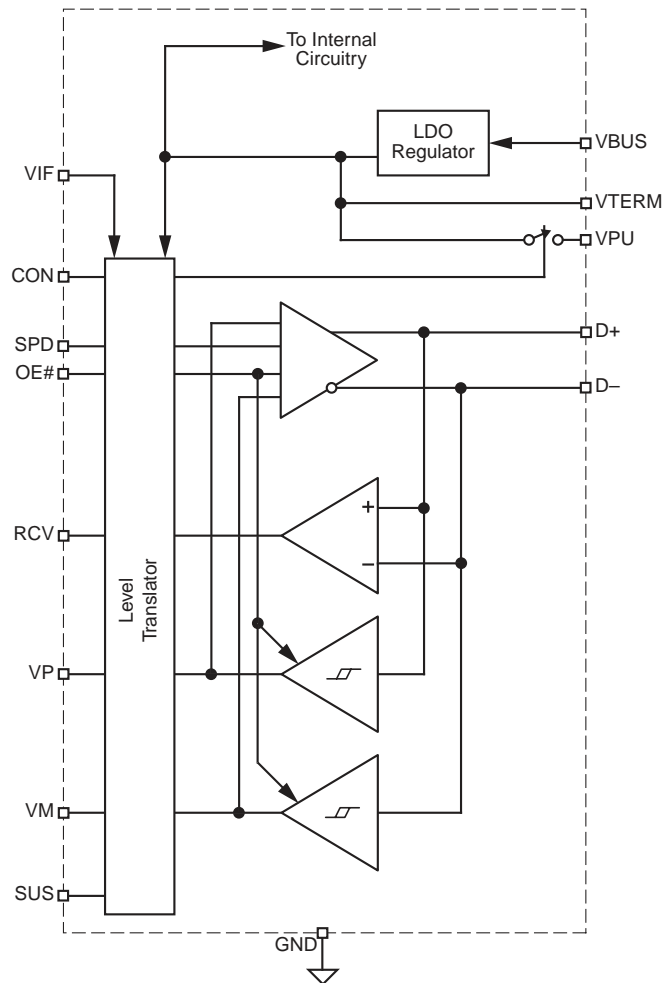 To Internal
Circuitry
LDO
Regulator
VBUS
VIF
VTERM
VPU
CON
SPD
D+
OE#
D–
+
RCV
–
Level
Translator
VP
VM
SUS
GND